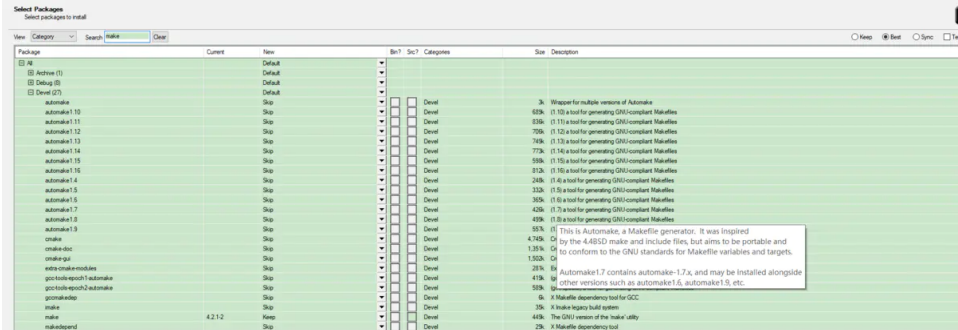 Select Packages
Select packages to install
View Category Search make Clear Keep Best Sync
Package Current New Bin? Src? Categories Size Description
All Default
Archive (1) Default
Debug (8) Default
Devel (27) Default
automake Skip Devel 3k Wrapper for multiple versions of Automake
automake1.10 Skip Devel 689k (1.10) a tool for generating GNU-compliant Makefiles
automake1.11 Skip Devel 836k (1.11) a tool for generating GNU-compliant Makefiles
automake1.12 Skip Devel 706k (1.12) a tool for generating GNU-compliant Makefiles
automake1.13 Skip Devel 749k (1.13) a tool for generating GNU-compliant Makefiles
automake1.14 Skip Devel 773k (1.14) a tool for generating GNU-compliant Makefiles
automake1.15 Skip Devel 598k (1.15) a tool for generating GNU-compliant Makefiles
automake1.16 Skip Devel 812k (1.16) a tool for generating GNU-compliant Makefiles
automake1.4 Skip Devel 248k (1.4) a tool for generating GNU-compliant Makefiles
automake1.5 Skip Devel 332k (1.5) a tool for generating GNU-compliant Makefiles
automake1.6 Skip Devel 365k (1.6) a tool for generating GNU-compliant Makefiles
automake1.7 Skip Devel 426k (1.7) a tool for generating GNU-compliant Makefiles
automake1.8 Skip Devel 499k (1.8) a tool for generating GNU-compliant Makefiles
automake1.9 Skip Devel 557k
cmake Skip Devel 4,745k
cmake-doc Skip Devel 1,351k
cmake-gui Skip Devel 1,502k
extra-cmake-modules Skip Devel 281k
gcc-tools-epoch1-automake Skip Devel 419k
gcc-tools-epoch2-automake Skip Devel 589k
This is Automake, a Makefile generator. It was inspired
by the 4.4BSD make and include files, but aims to be portable and
to conform to the GNU standards for Makefile variables and targets.
Automake1.7 contains automake-1.7.x, and may be installed alongside
other versions such as automake1.6, automake1.9, etc.
gccmakedep Skip Devel 6k X Makefile dependency tool for GCC
imake Skip Devel 35k X Imake legacy build system
make 4.2.1-2 Keep Devel 449k The GNU version of the 'make' utility
makedepend Skip Devel 29k X Makefile dependency tool